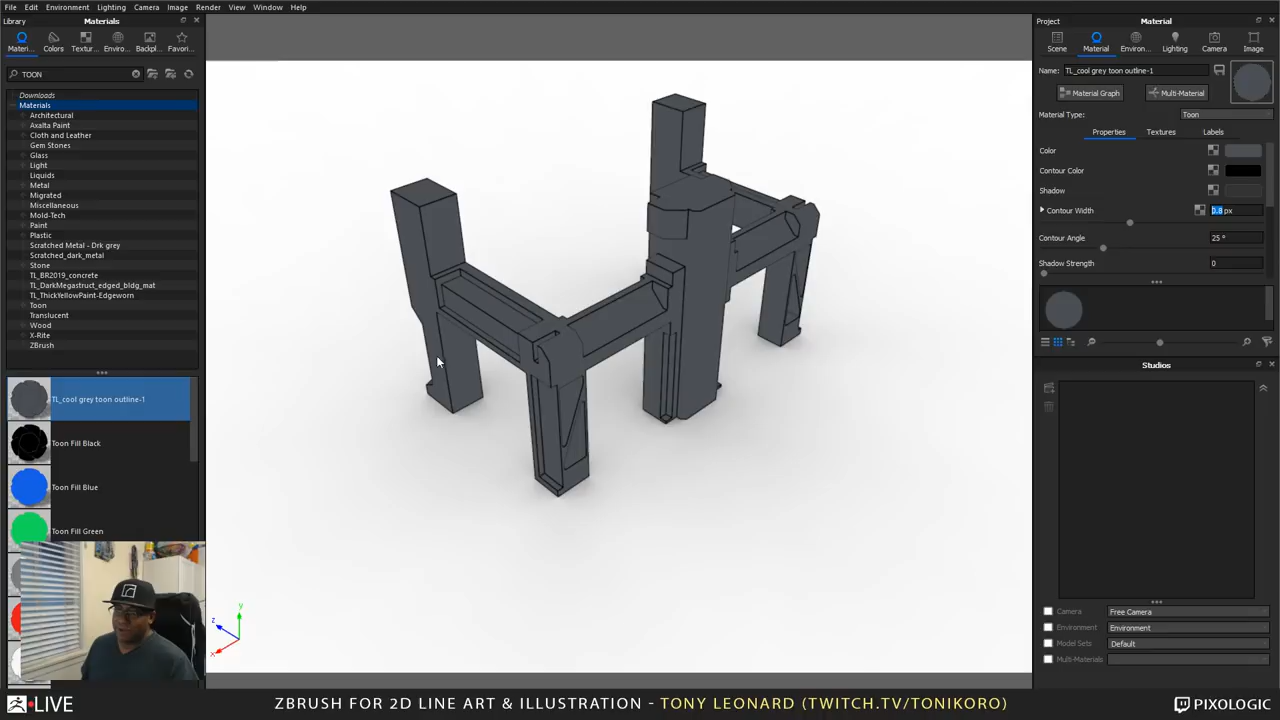 File Edit Environment Lighting Camera Image Render View Window Help
Library Materials
Materi... Colors Textur... Enviro... Backpl... Favori...
TOON
Downloads
Materials
Architectural
Axalta Paint
Cloth and Leather
Gem Stones
Glass
Light
Liquids
Metal
Migrated
Miscellaneous
Mold-Tech
Paint
Plastic
Scratched Metal - Drk grey
Scratched_dark_metal
Stone
TL_BR2019_concrete
TL_DarkMegastruct_edged_bldg_mat
TL_ThickYellowPaint-Edgeworn
Toon
Translucent
Wood
X-Rite
ZBrush
TL_cool grey toon outline-1
Toon Fill Black
Toon Fill Blue
Toon Fill Green
z y x
Project Material
Scene Material Environ... Lighting Camera Image
Name: TL_cool grey toon outline-1
Material Graph Multi-Material
Material Type: Toon
Properties Textures Labels
Color
Contour Color
Shadow
Contour Width 0.8 px
Contour Angle 25 °
Shadow Strength 0
Studios
Camera Free Camera
Environment Environment
Model Sets Default
Multi-Materials
LIVE ZBRUSH FOR 2D LINE ART & ILLUSTRATION - TONY LEONARD (TWITCH.TV/TONIKORO) PIXOLOGIC